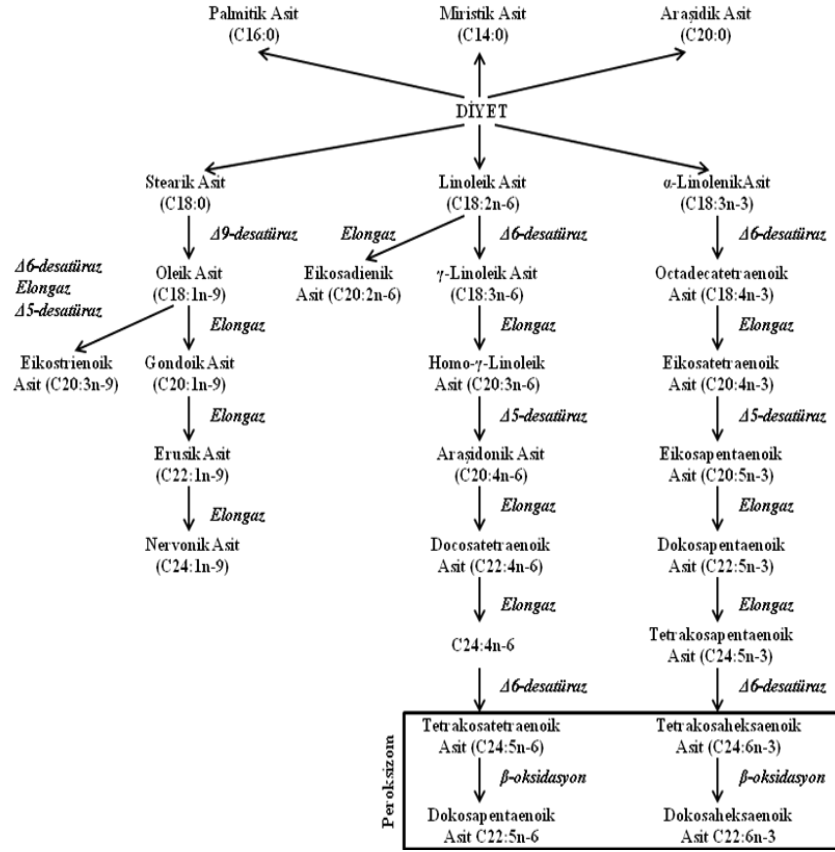 Palmitik Asit
(C16:0)
Miristik Asit
(C14:0)
Araşidik Asit
(C20:0)
DİYET
Stearik Asit
(C18:0)
Linoleik Asit
(C18:2n-6)
α-LinolenikAsit
(C18:3n-3)
Δ9-desatüraz
Elongaz
Δ6-desatüraz
Δ6-desatüraz
Δ6-desatüraz
Elongaz
Δ5-desatüraz
Oleik Asit
(C18:1n-9)
Eikosadienik
Asit (C20:2n-6)
γ-Linoleik Asit
(C18:3n-6)
Octadecatetraenoik
Asit (C18:4n-3)
Elongaz
Elongaz
Elongaz
Eikostrienoik
Asit (C20:3n-9)
Gondoik Asit
(C20:1n-9)
Homo-γ-Linoleik
Asit (C20:3n-6)
Eikosatetraenoik
Asit (C20:4n-3)
Elongaz
Δ5-desatüraz
Δ5-desatüraz
Erusik Asit
(C22:1n-9)
Araşidonik Asit
(C20:4n-6)
Eikosapentaenoik
Asit (C20:5n-3)
Elongaz
Elongaz
Elongaz
Nervonik Asit
(C24:1n-9)
Docosatetraenoik
Asit (C22:4n-6)
Dokosapentaenoik
Asit (C22:5n-3)
Elongaz
Elongaz
C24:4n-6
Tetrakosapentaenoik
Asit (C24:5n-3)
Δ6-desatüraz
Δ6-desatüraz
Peroksizom
Tetrakosatetraenoik
Asit (C24:5n-6)
Tetrakosaheksaenoik
Asit (C24:6n-3)
β-oksidasyon
β-oksidasyon
Dokosapentaenoik
Asit C22:5n-6
Dokosaheksaenoik
Asit C22:6n-3